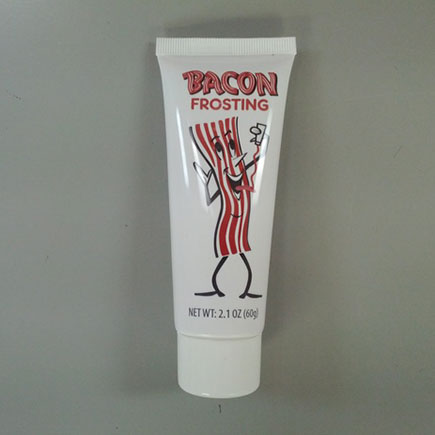 BACON
FROSTING
NET WT: 2.1 OZ (60g)